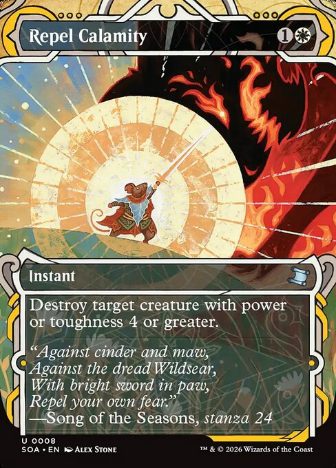 Repel Calamity 1
Instant
Destroy target creature with power
or toughness 4 or greater.
“Against cinder and maw,
Against the dread Wildsear,
With bright sword in paw,
Repel your own fear.”
—Song of the Seasons, stanza 24
U 0008
SOA • EN ALEX STONE
™ & © 2026 Wizards of the Coast